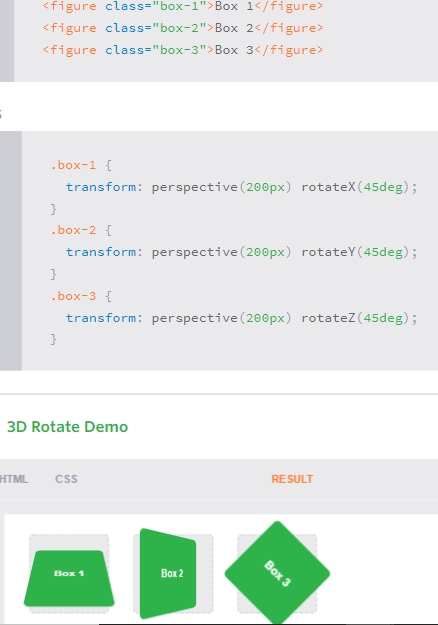 <figure class="box-1">Box 1</figure>
<figure class="box-2">Box 2</figure>
<figure class="box-3">Box 3</figure>
S
.box-1 {
transform: perspective(200px) rotateX(45deg);
}
.box-2 {
transform: perspective(200px) rotateY(45deg);
}
.box-3 {
transform: perspective(200px) rotateZ(45deg);
}
3D Rotate Demo
HTML CSS RESULT
Box 1 Box 2 Box 3